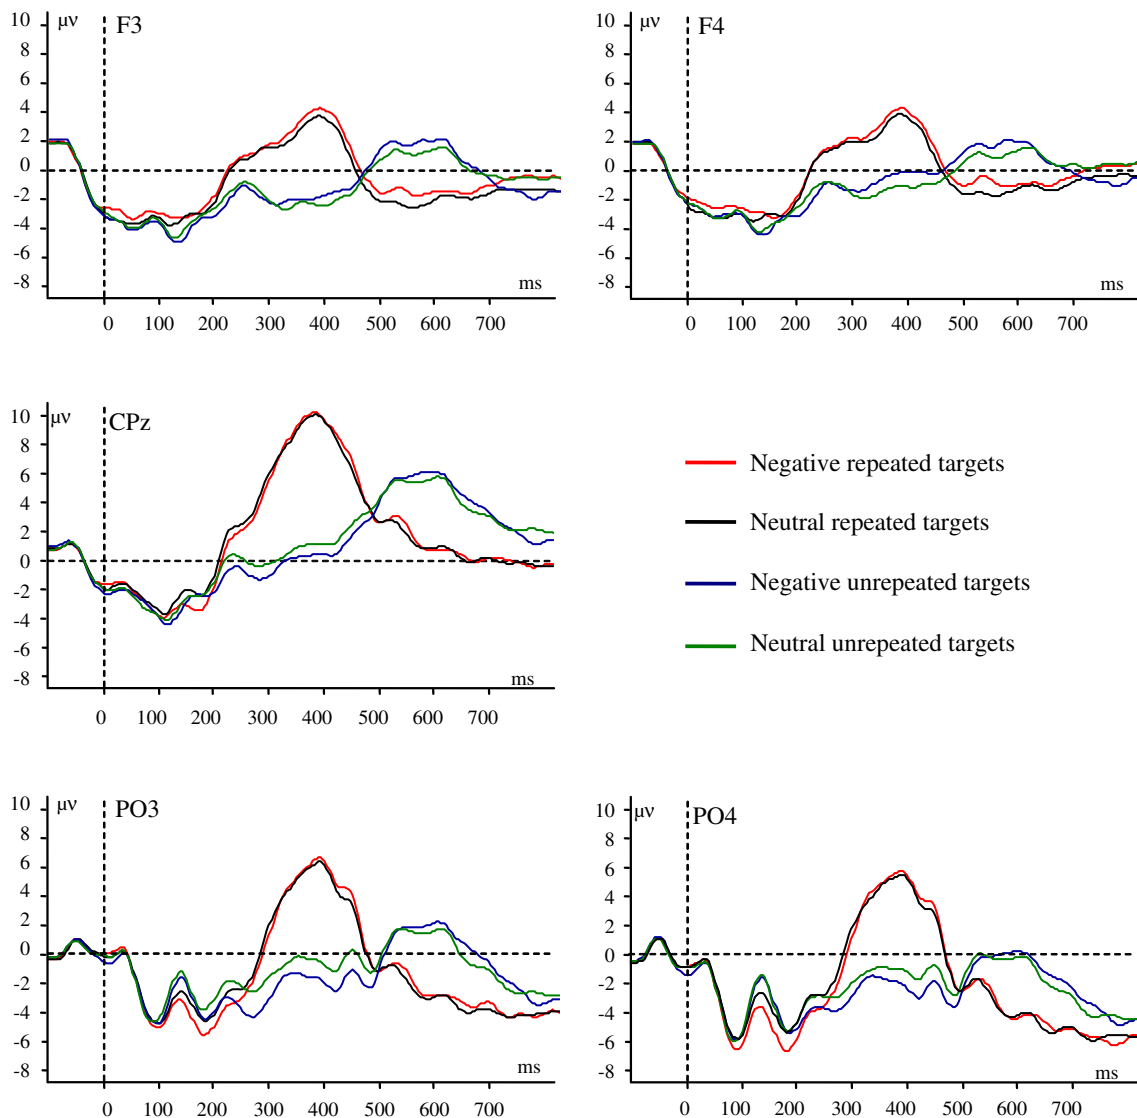 10 μν F3
8
6
4
2
0
-2
-4
-6
-8
ms
0 100 200 300 400 500 600 700
10 μν F4
8
6
4
2
0
-2
-4
-6
-8
ms
0 100 200 300 400 500 600 700
10 μν CPz
8
6
4
2
0
-2
-4
-6
-8
ms
0 100 200 300 400 500 600 700
Negative repeated targets
Neutral repeated targets
Negative unrepeated targets
Neutral unrepeated targets
10 μν PO3
8
6
4
2
0
-2
-4
-6
-8
ms
0 100 200 300 400 500 600 700
10 μν PO4
8
6
4
2
0
-2
-4
-6
-8
ms
0 100 200 300 400 500 600 700